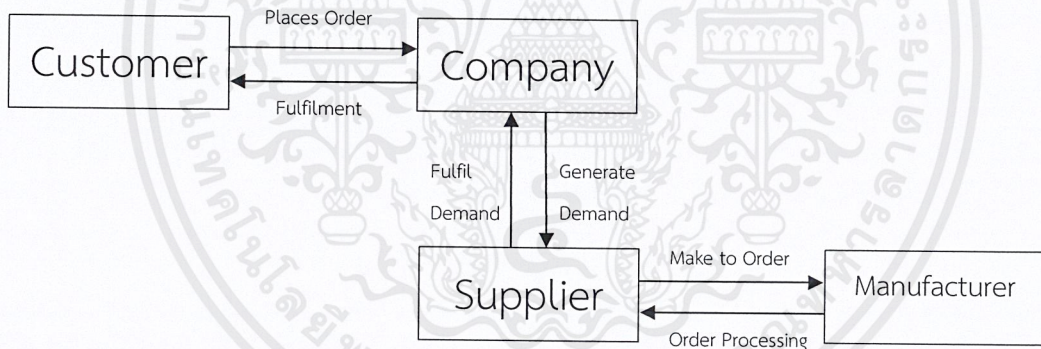 Places Order
Customer
Company
Fulfilment
Fulfil
Generate
Demand
Demand
Make to Order
Supplier
Manufacturer
Order Processing